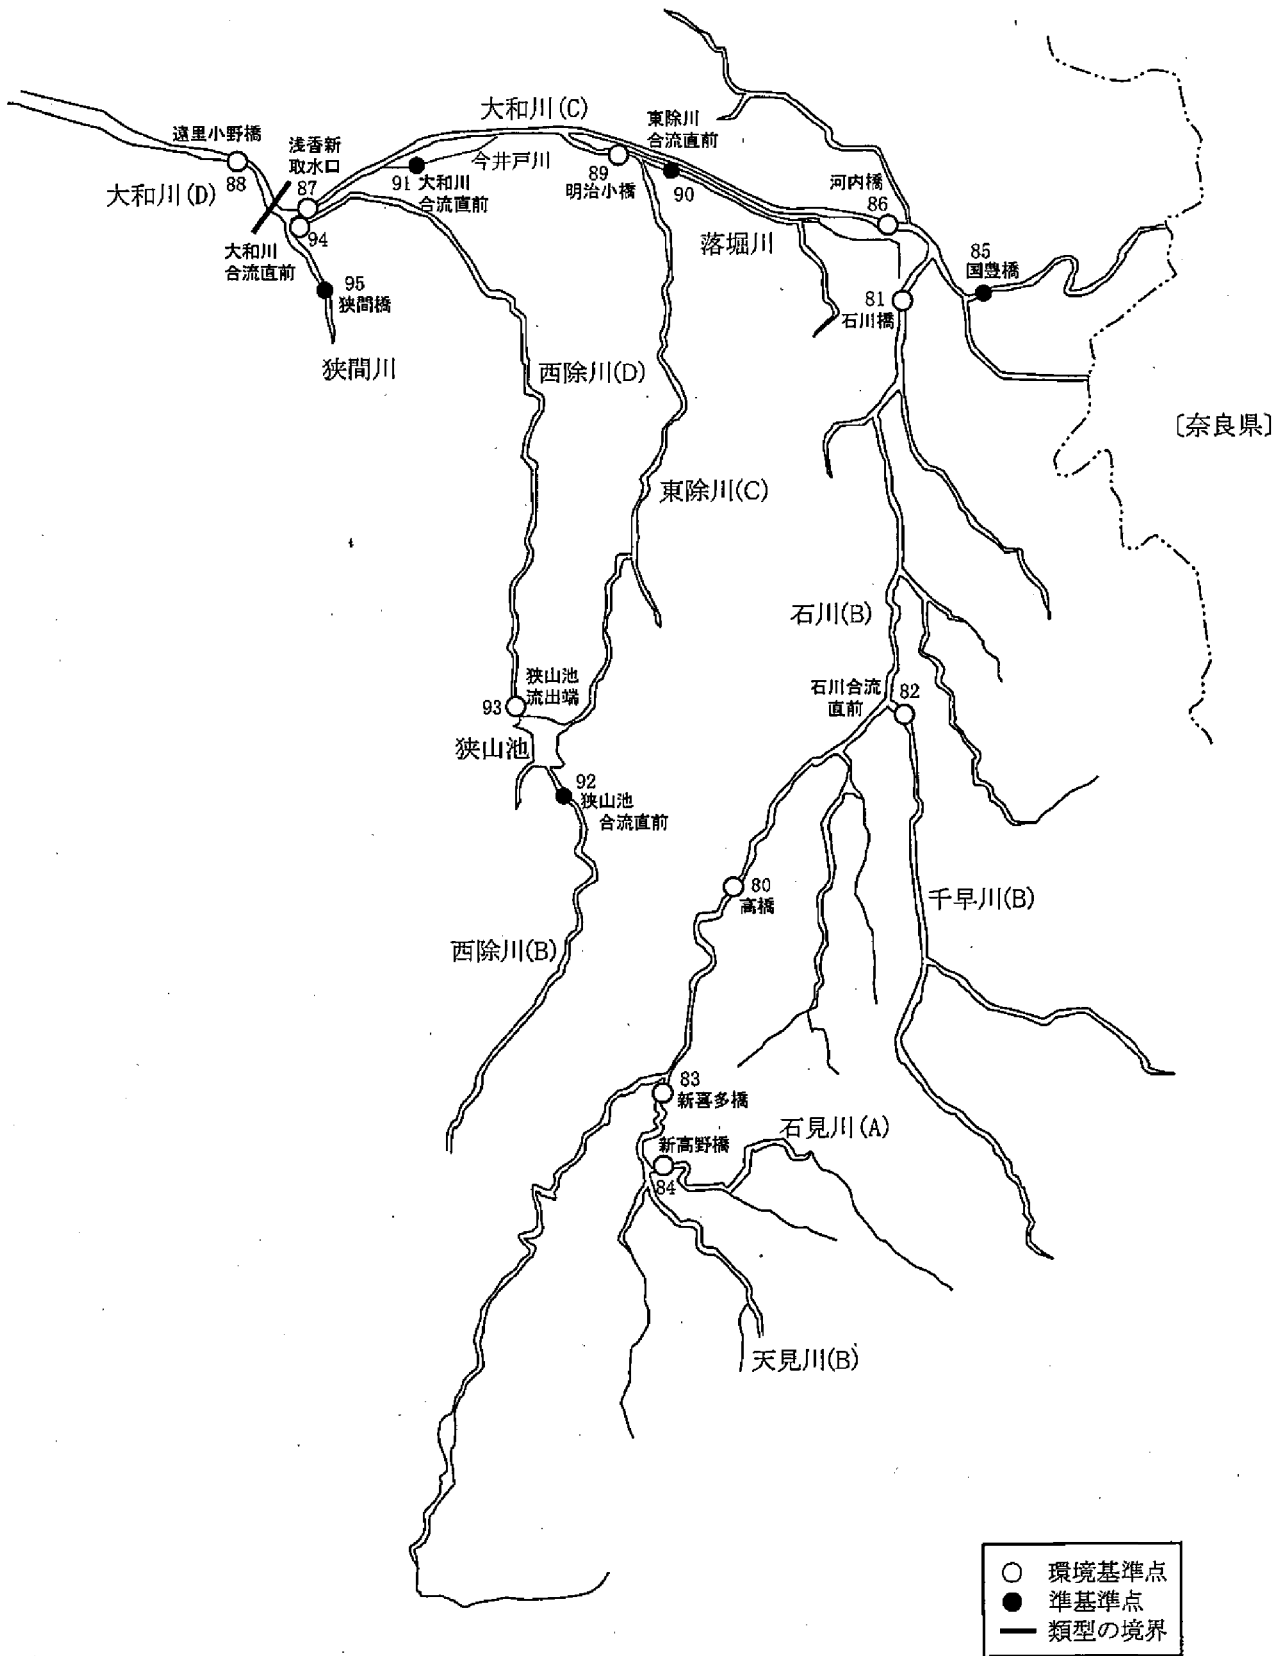 大和川(C)
遠里小野橋
88
大和川(D)
浅香新
取水口
87
94
大和川
合流直前
95
狭間橋
狭間川
91
大和川
合流直前
今井戸川
89
明治小橋
東除川
合流直前
90
落堀川
河内橋
86
85
国豊橋
81
石川橋
〔奈良県〕
西除川(D)
東除川(C)
石川(B)
石川合流
直前
82
狭山池
流出端
93
狭山池
92
狭山池
合流直前
80
高橋
千早川(B)
西除川(B)
83
新喜多橋
石見川(A)
新高野橋
84
天見川(B)
環境基準点
準基準点
類型の境界